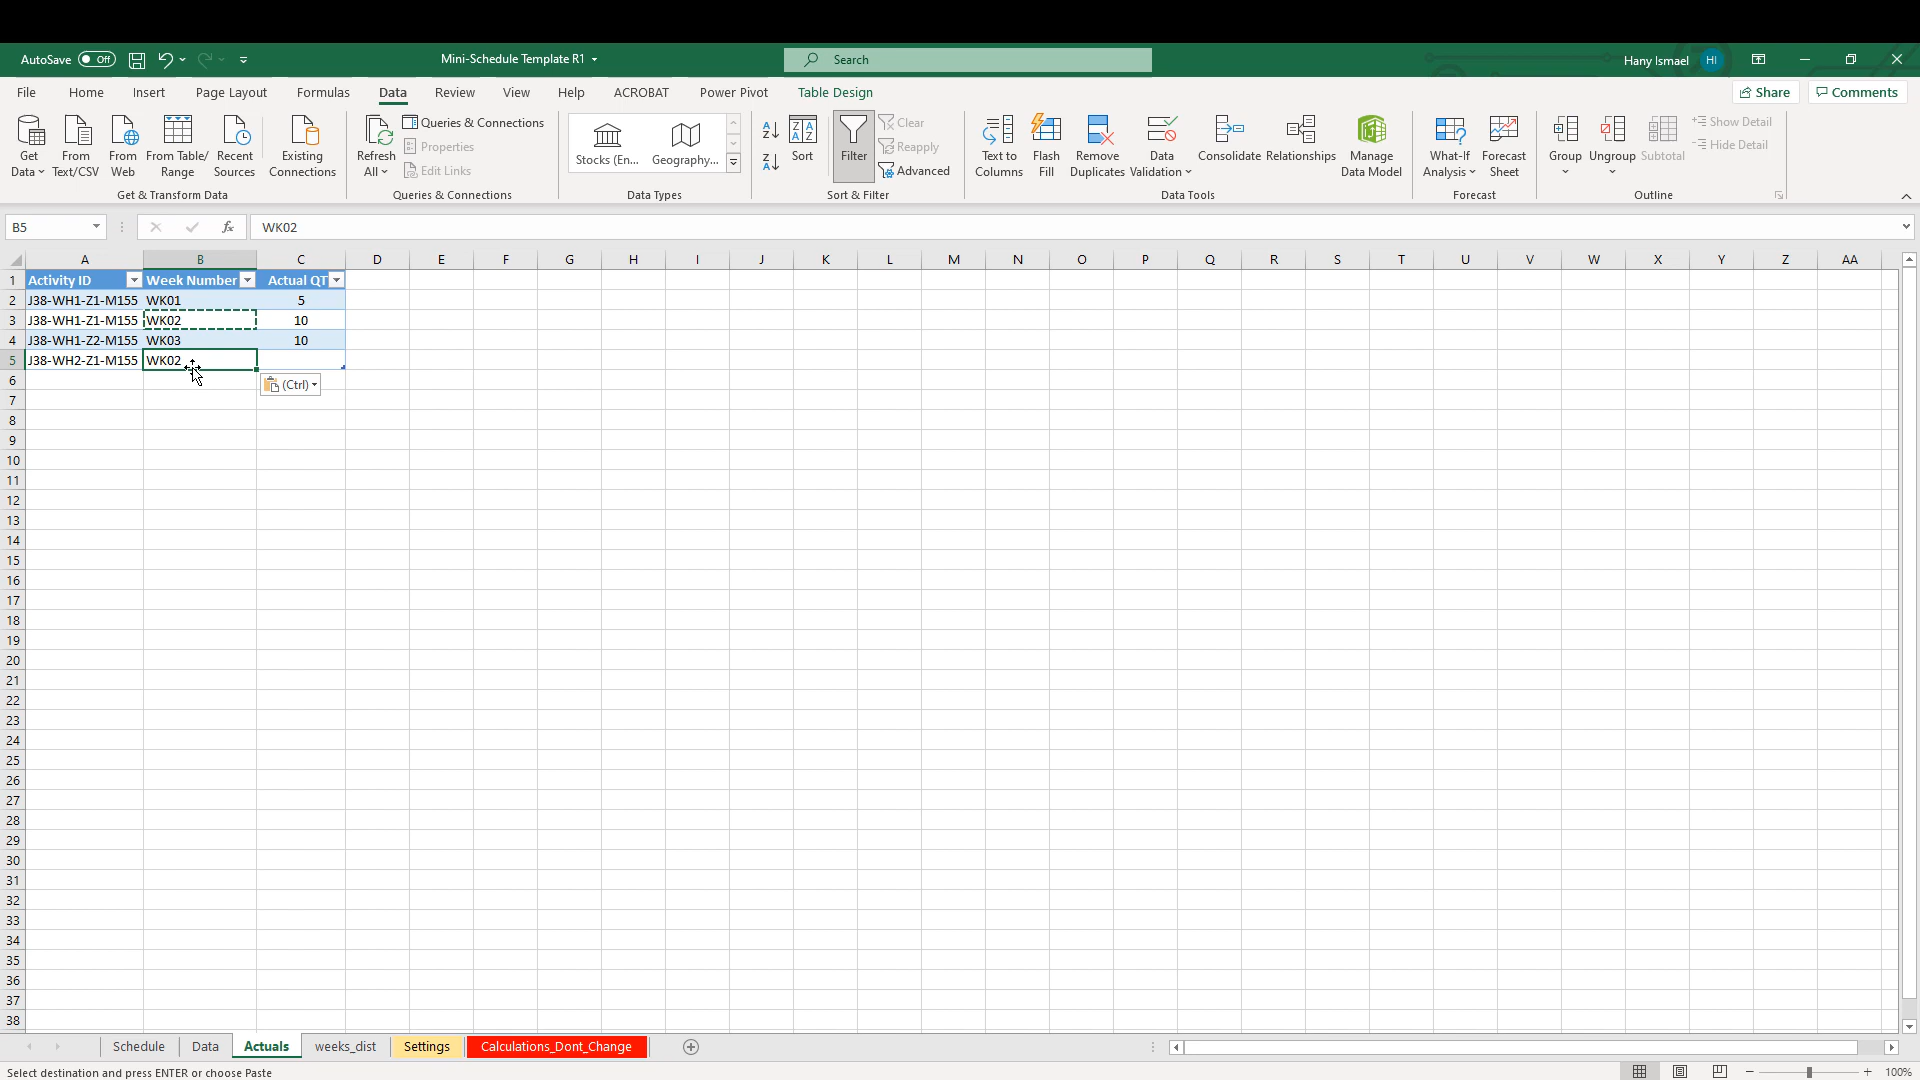 AutoSave Off Mini-Schedule Template R1 Search Hany Ismael HI
File Home Insert Page Layout Formulas Data Review View Help ACROBAT Power Pivot Table Design Share Comments
Get Data From Text/CSV From Web From Table/Range Recent Sources Existing Connections
Get & Transform Data
Refresh All Queries & Connections
Properties
Edit Links
Queries & Connections
Stocks (En... Geography...
Data Types
Sort Filter Clear
Reapply
Advanced
Sort & Filter
Text to Columns Flash Fill Remove Duplicates Data Validation Consolidate Relationships Manage Data Model
Data Tools
What-If Analysis Forecast Sheet
Forecast
Group Ungroup Subtotal Show Detail
Hide Detail
Outline
B5 fx WK02
A B C D E F G H I J K L M N O P Q R S T U V W X Y Z AA
1 Activity ID Week Number Actual QT
2 J38-WH1-Z1-M155 WK01 5
3 J38-WH1-Z1-M155 WK02 10
4 J38-WH1-Z2-M155 WK03 10
5 J38-WH2-Z1-M155 WK02
6 (Ctrl)
7
8
9
10
11
12
13
14
15
16
17
18
19
20
21
22
23
24
25
26
27
28
29
30
31
32
33
34
35
36
37
38
Schedule Data Actuals weeks_dist Settings Calculations_Dont_Change
Select destination and press ENTER or choose Paste 100%